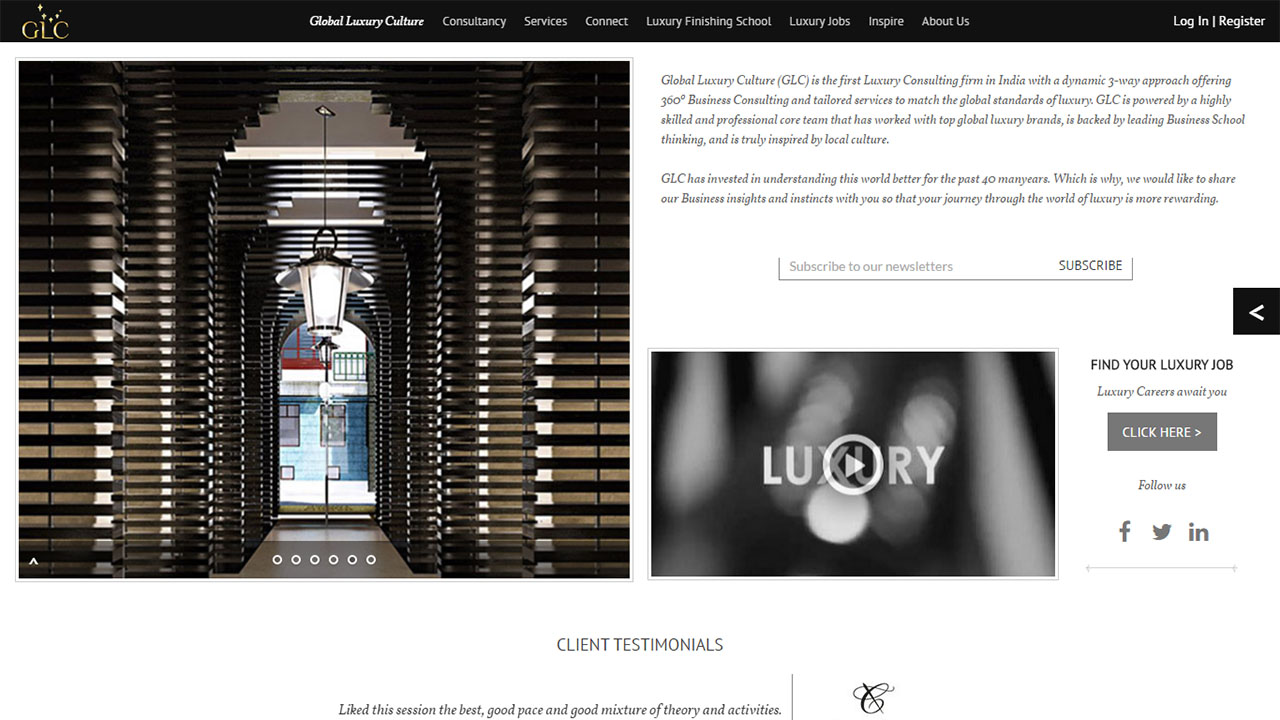 GLC
Global Luxury Culture
Consultancy
Services
Connect
Luxury Finishing School
Luxury Jobs
Inspire
About Us
Log In | Register
Global Luxury Culture (GLC) is the first Luxury Consulting firm in India with a dynamic 3-way approach offering
360º Business Consulting and tailored services to match the global standards of luxury. GLC is powered by a highly
skilled and professional core team that has worked with top global luxury brands, is backed by leading Business School
thinking, and is truly inspired by local culture.
GLC has invested in understanding this world better for the past 40 manyears. Which is why, we would like to share
our Business insights and instincts with you so that your journey through the world of luxury is more rewarding.
Subscribe to our newsletters
SUBSCRIBE
LUXURY
FIND YOUR LUXURY JOB
Luxury Careers await you
CLICK HERE >
Follow us
CLIENT TESTIMONIALS
Liked this session the best, good pace and good mixture of theory and activities.